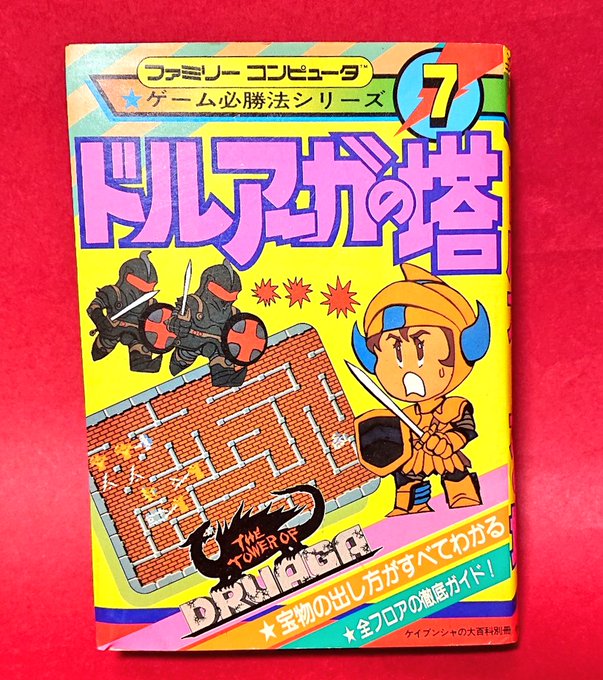 ファミリー コンピュータ™
★ゲーム必勝法シリーズ
7
ドルアーガの塔
THE
TOWER OF
DRUAGA
★宝物の出し方がすべてわかる
★全フロアの徹底ガイド!
ケイブンシャの大百科別冊